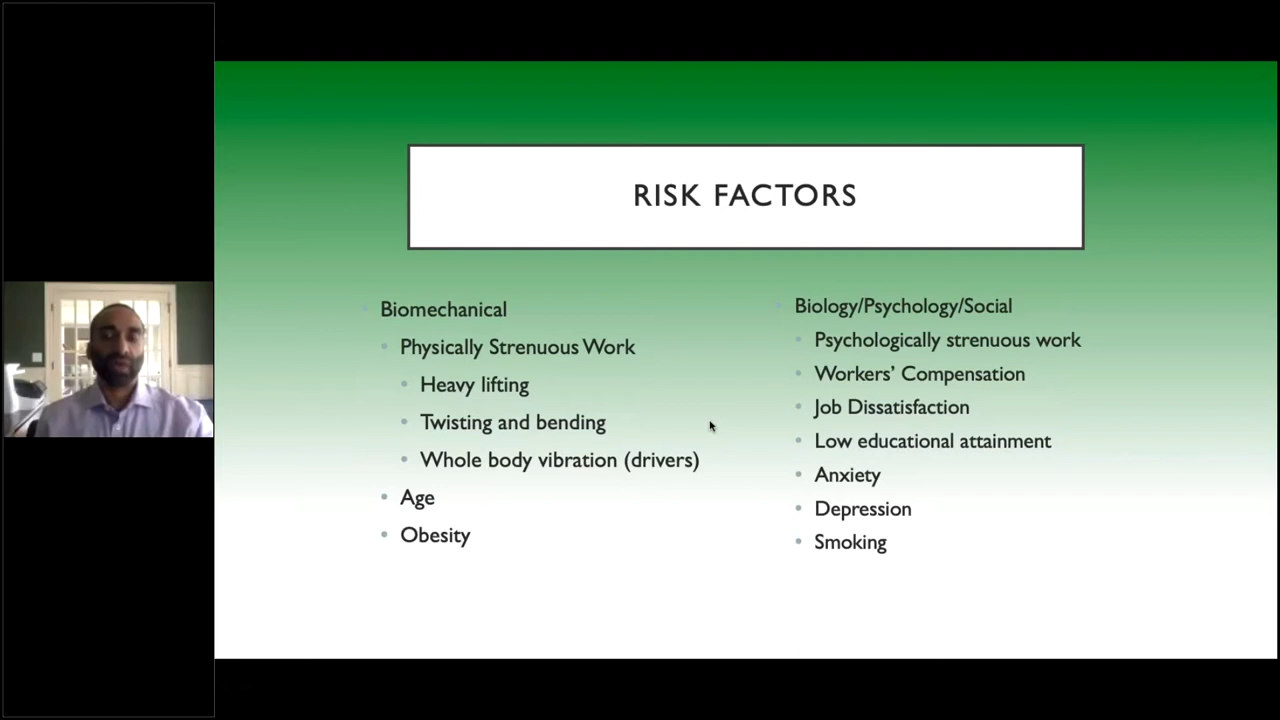 RISK FACTORS
Biomechanical
Physically Strenuous Work
Heavy lifting
Twisting and bending
Whole body vibration (drivers)
Age
Obesity
Biology/Psychology/Social
Psychologically strenuous work
Workers’ Compensation
Job Dissatisfaction
Low educational attainment
Anxiety
Depression
Smoking